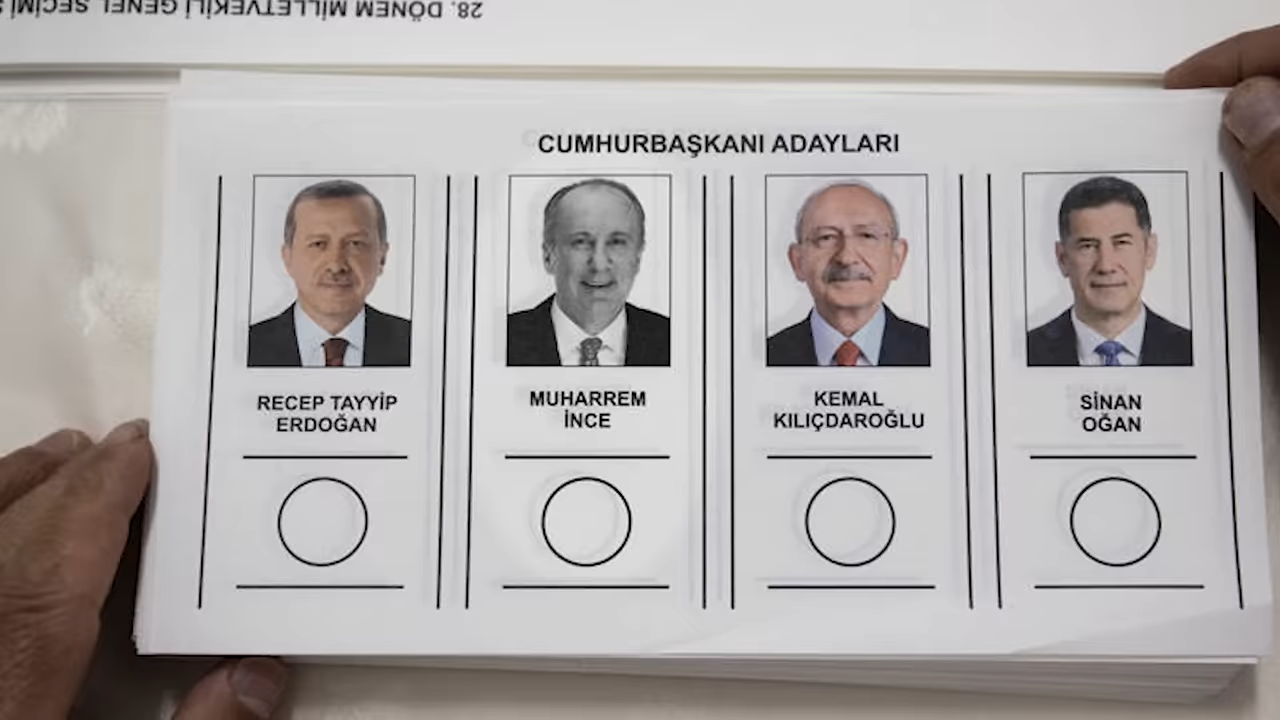 28. DÖNEM MİLLETVEKİLİ GENEL SEÇİMİ
CUMHURBAŞKANI ADAYLARI
RECEP TAYYİP
ERDOĞAN
MUHARREM
İNCE
KEMAL
KILIÇDAROĞLU
SİNAN
OĞAN